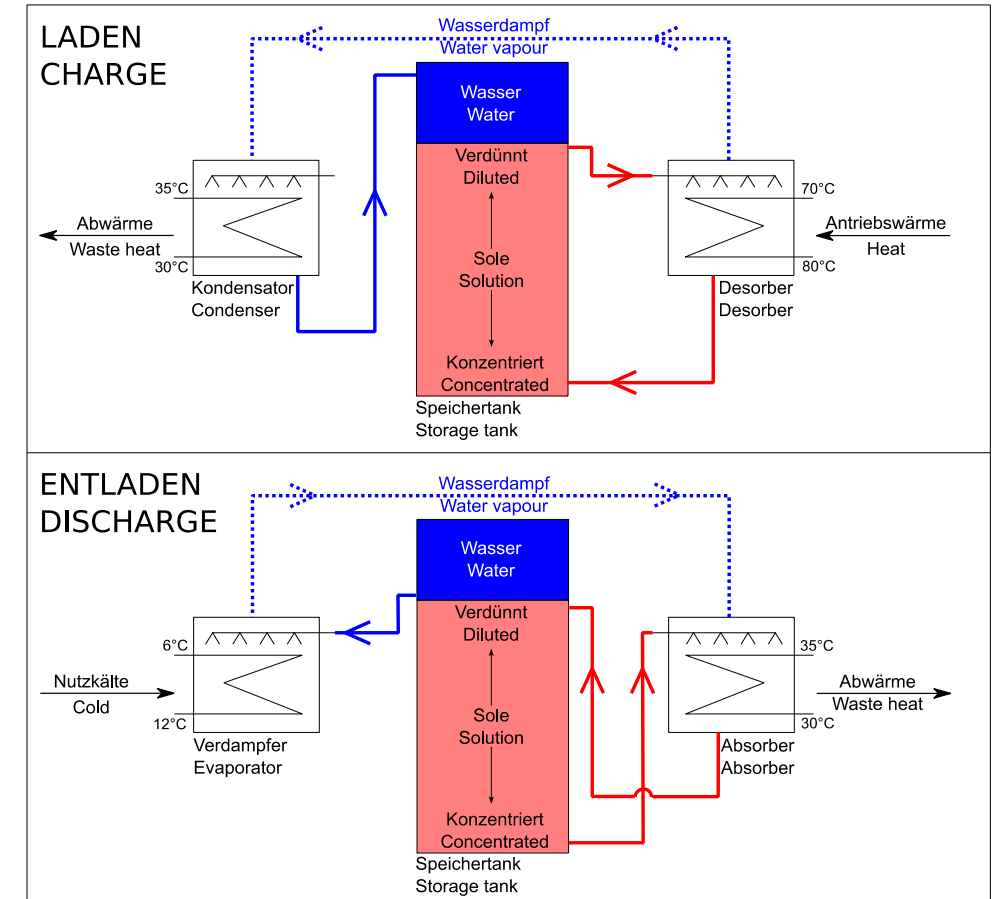 LADEN
CHARGE
Wasserdampf
Water vapour
Wasser
Water
Verdünnt
Diluted
Sole
Solution
Konzentriert
Concentrated
Speichertank
Storage tank
35°C
Abwärme
Waste heat
30°C
Kondensator
Condenser
70°C
Antriebswärme
Heat
80°C
Desorber
Desorber
ENTLADEN
DISCHARGE
Wasserdampf
Water vapour
Wasser
Water
Verdünnt
Diluted
Sole
Solution
Konzentriert
Concentrated
Speichertank
Storage tank
6°C
Nutzkälte
Cold
12°C
Verdampfer
Evaporator
35°C
Abwärme
Waste heat
30°C
Absorber
Absorber